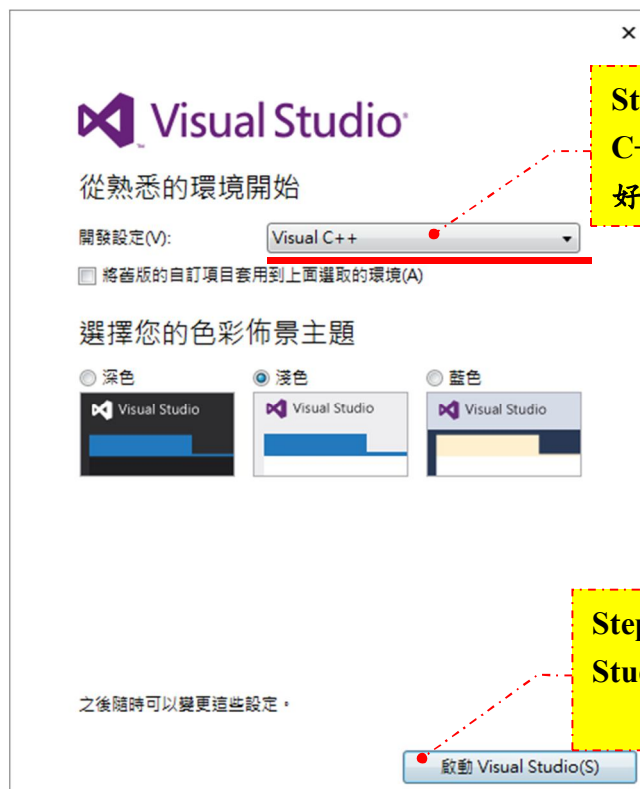 Visual Studio
從熟悉的環境開始
開發設定(V):
Visual C++
將舊版的自訂項目套用到上面選取的環境(A)
選擇您的色彩佈景主題
深色
淺色
藍色
Visual Studio
Visual Studio
Visual Studio
之後隨時可以變更這些設定。
啟動 Visual Studio(S)
好